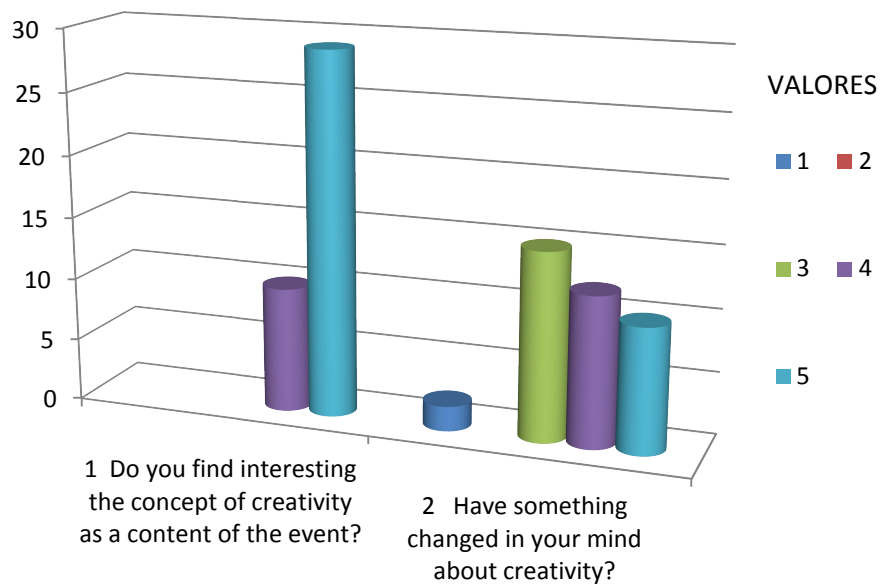 30
25
20
15
10
5
0
1 Do you find interesting
the concept of creativity
as a content of the event?
2 Have something
changed in your mind
about creativity?
VALORES
1 2
3 4
5